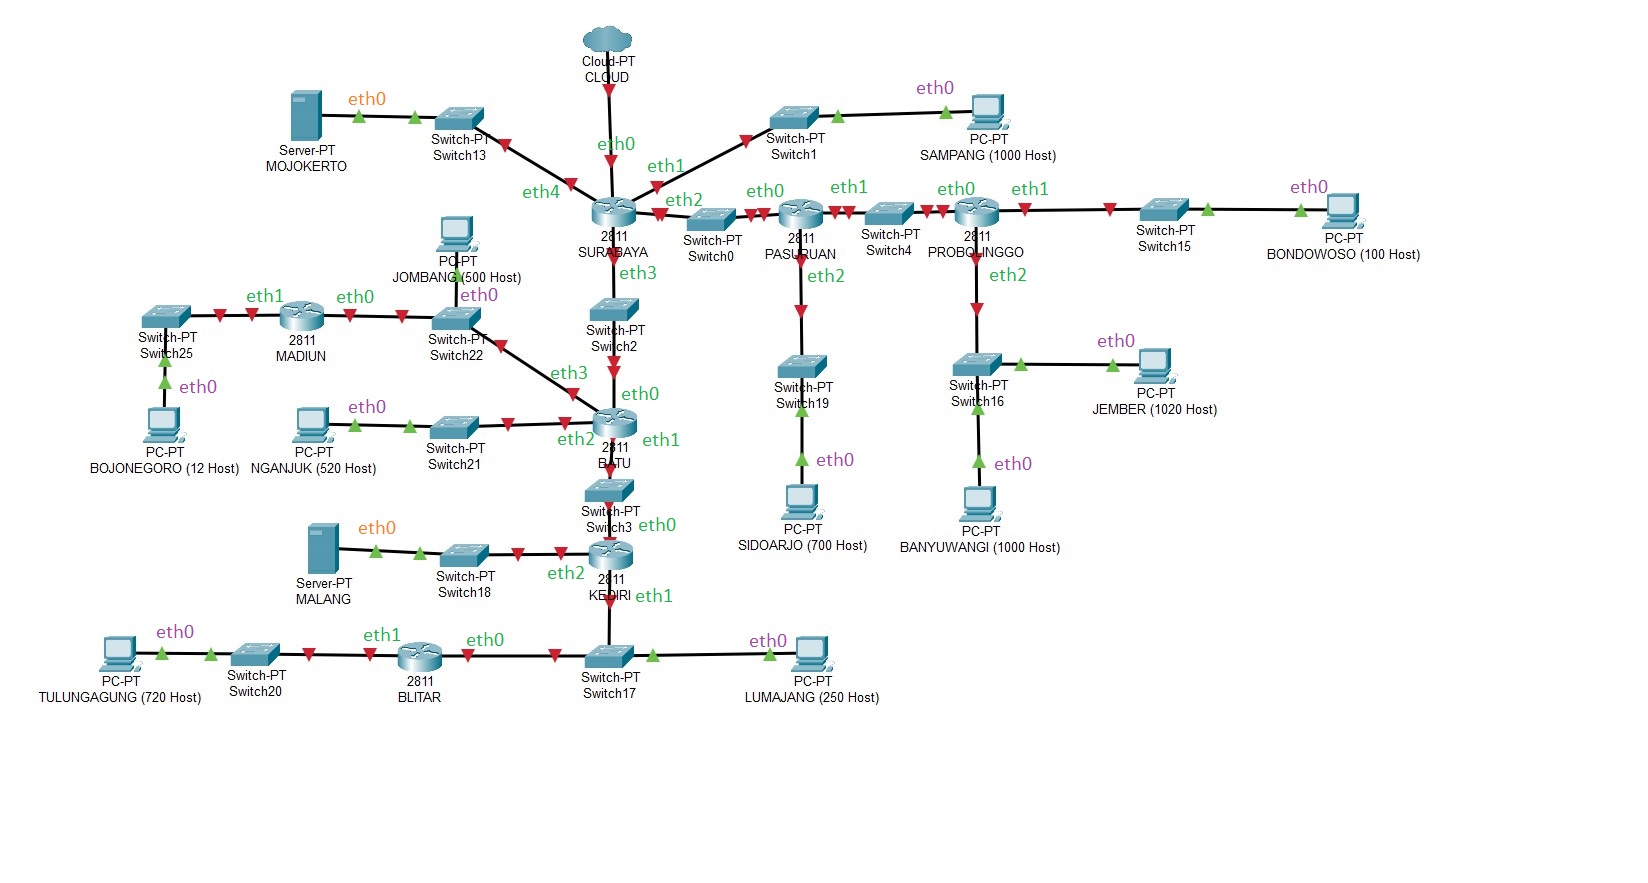 Cloud-PT
CLOUD
eth0
Server-PT
MOJOKERTO
Switch-PT
Switch13
eth4
eth0
eth1
Switch-PT
Switch1
eth0
PC-PT
SAMPANG (1000 Host)
2811
SURABAYA
eth2
Switch-PT
Switch0
eth0
2811
PASURUAN
eth1
Switch-PT
Switch4
eth0
2811
PROBOLINGGO
eth1
Switch-PT
Switch15
eth0
PC-PT
BONDOWOSO (100 Host)
PC-PT
JOMBANG (500 Host)
eth0
eth3
eth2
eth2
Switch-PT
Switch25
eth1
2811
MADIUN
eth0
Switch-PT
Switch22
Switch-PT
Switch2
eth0
PC-PT
BOJONEGORO (12 Host)
eth0
PC-PT
NGANJUK (520 Host)
Switch-PT
Switch21
eth3
eth0
eth2
2811
BATU
eth1
Switch-PT
Switch19
eth0
PC-PT
SIDOARJO (700 Host)
Switch-PT
Switch16
eth0
PC-PT
JEMBER (1020 Host)
eth0
PC-PT
BANYUWANGI (1000 Host)
Switch-PT
Switch3
eth0
eth0
Server-PT
MALANG
Switch-PT
Switch18
eth2
2811
KEDIRI
eth1
eth0
PC-PT
TULUNGAGUNG (720 Host)
Switch-PT
Switch20
eth1
2811
BLITAR
eth0
Switch-PT
Switch17
eth0
PC-PT
LUMAJANG (250 Host)